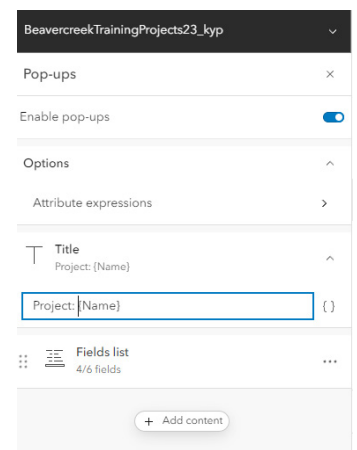 BeavercreekTrainingProjects23_kyp
Pop-ups
Enable pop-ups
Options
Attribute expressions
Title
Project: {Name}
Project: {Name}
{ }
Fields list
4/6 fields
+ Add content